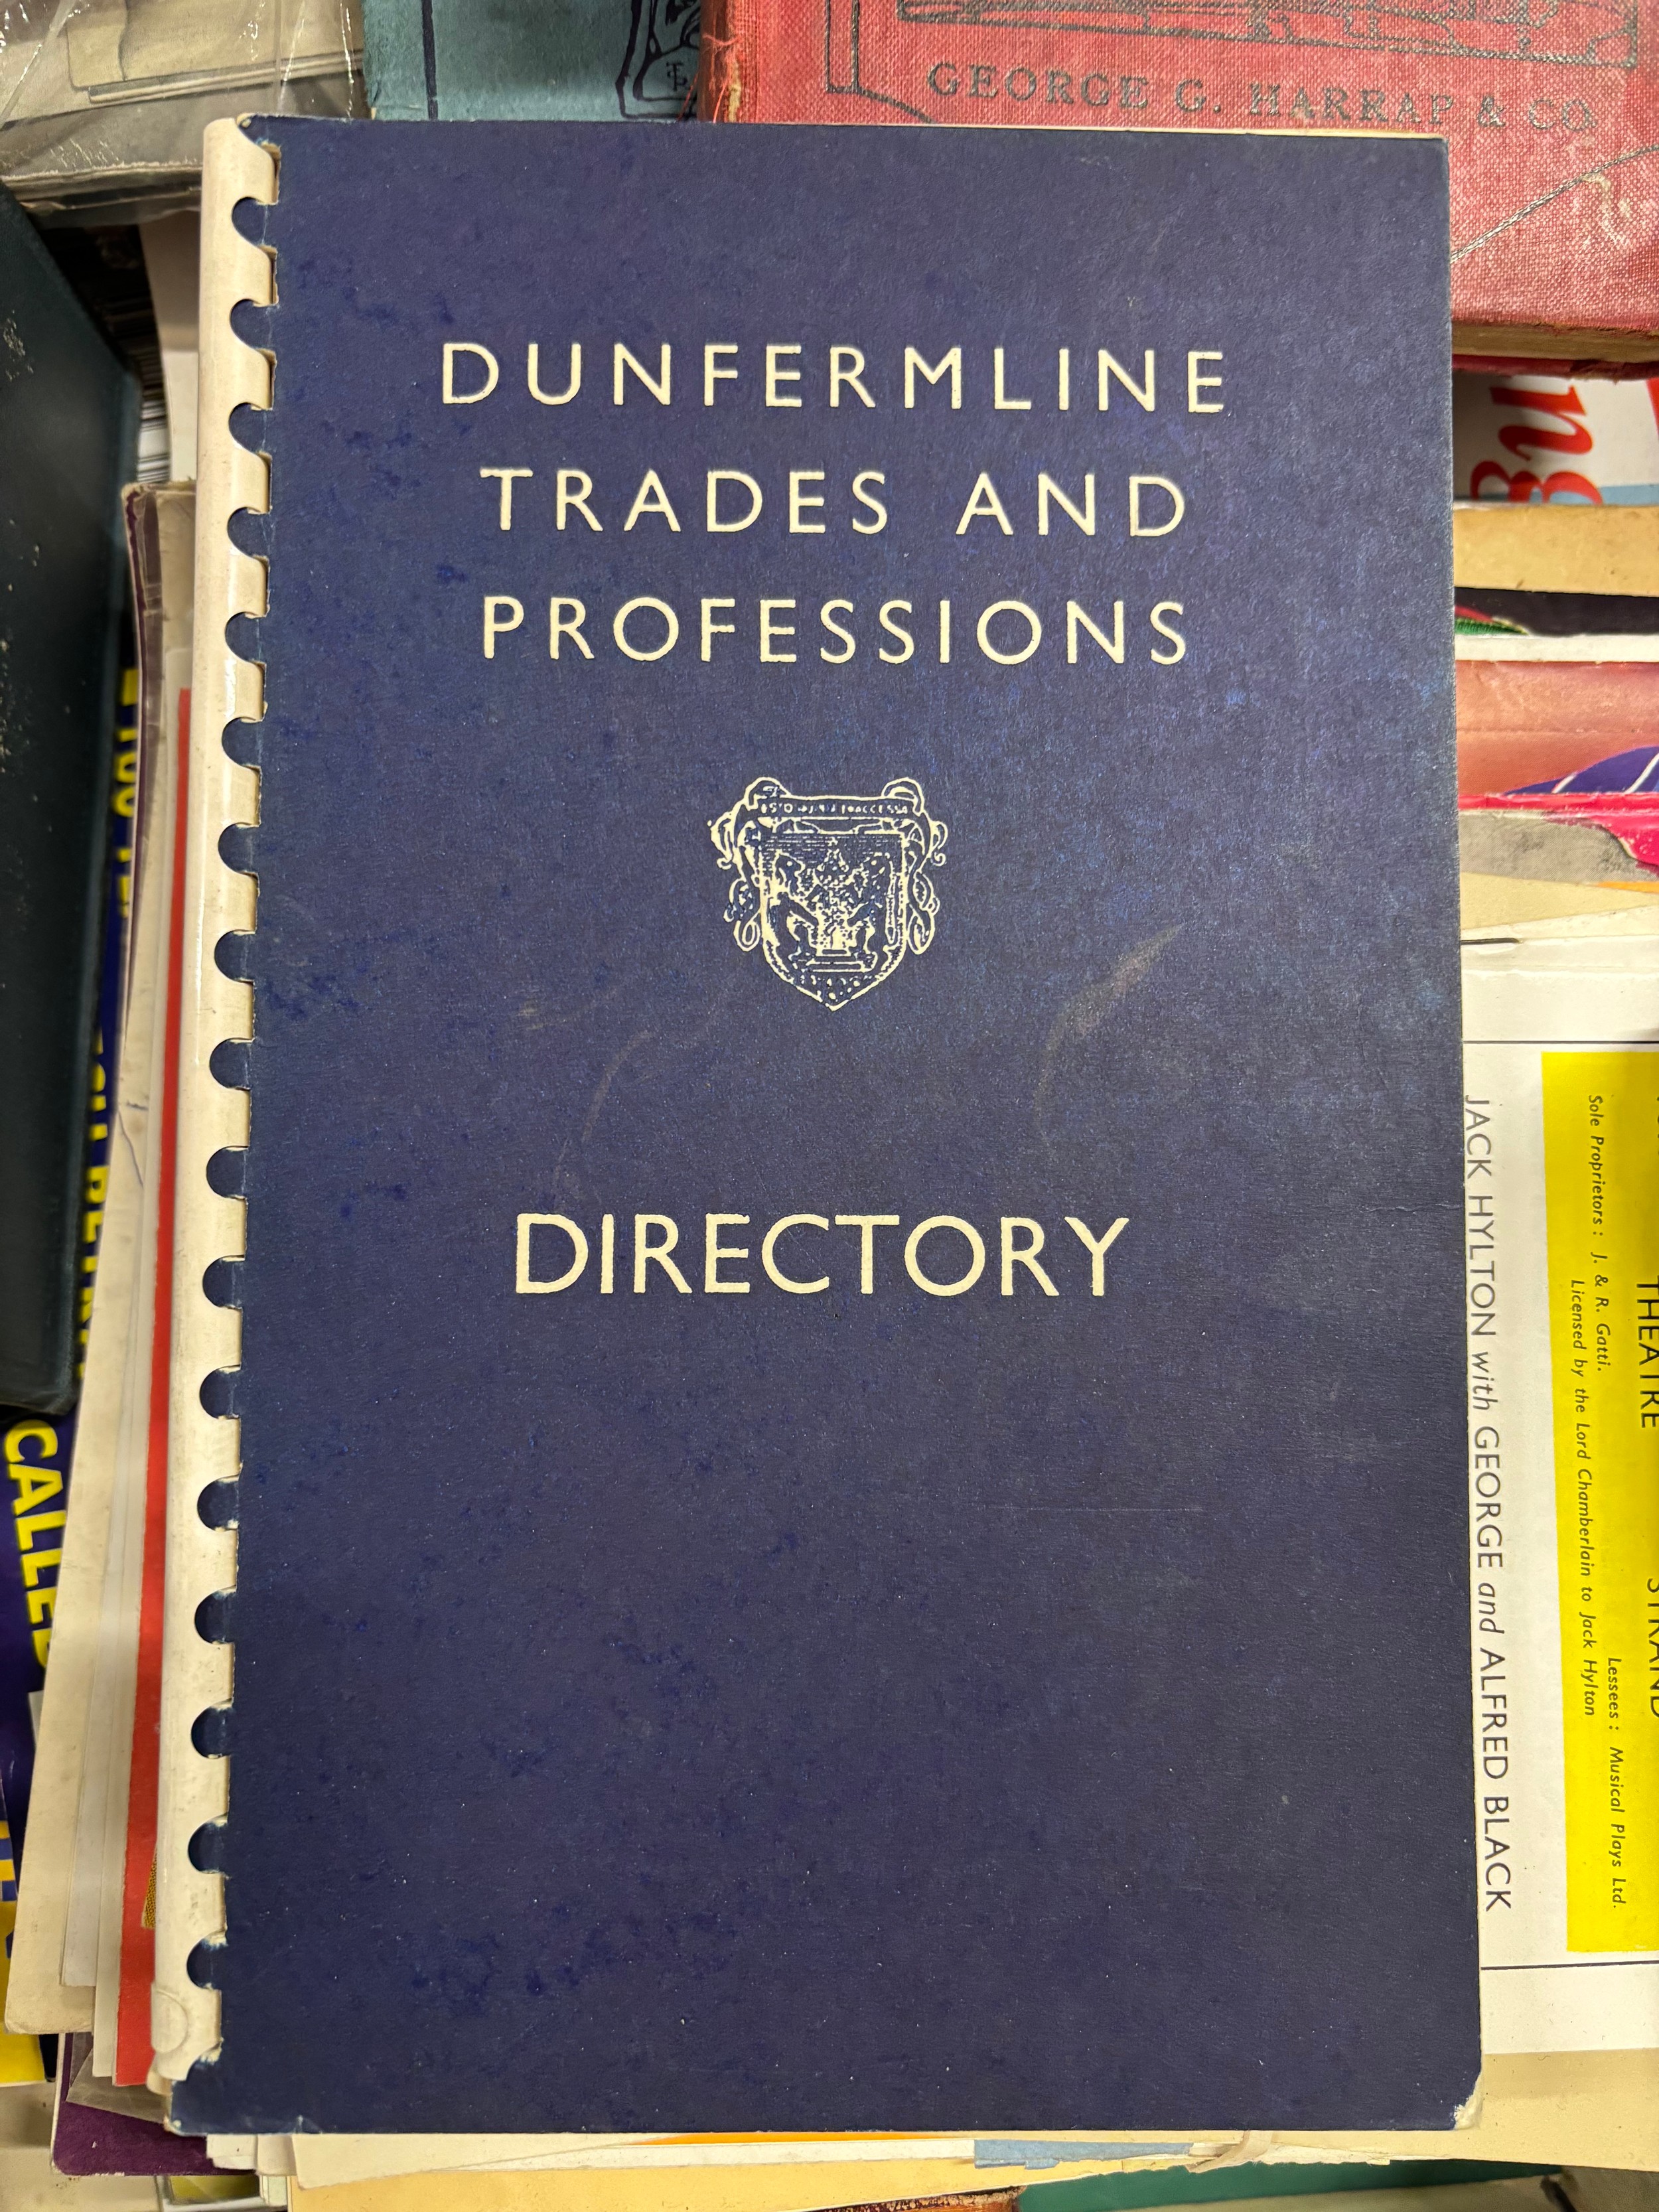 GEORGE G. HARRAP & CO
DUNFERMLINE
TRADES AND
PROFESSIONS
DIRECTORY
JACK HYLTON with GEORGE and ALFRED BLACK
Sole Proprietors : J. & R. Gatti.
Lessees : Musical Plays Ltd.
Licensed by the Lord Chamberlain to Jack Hylton
THEATRE
STRAND
CALLED